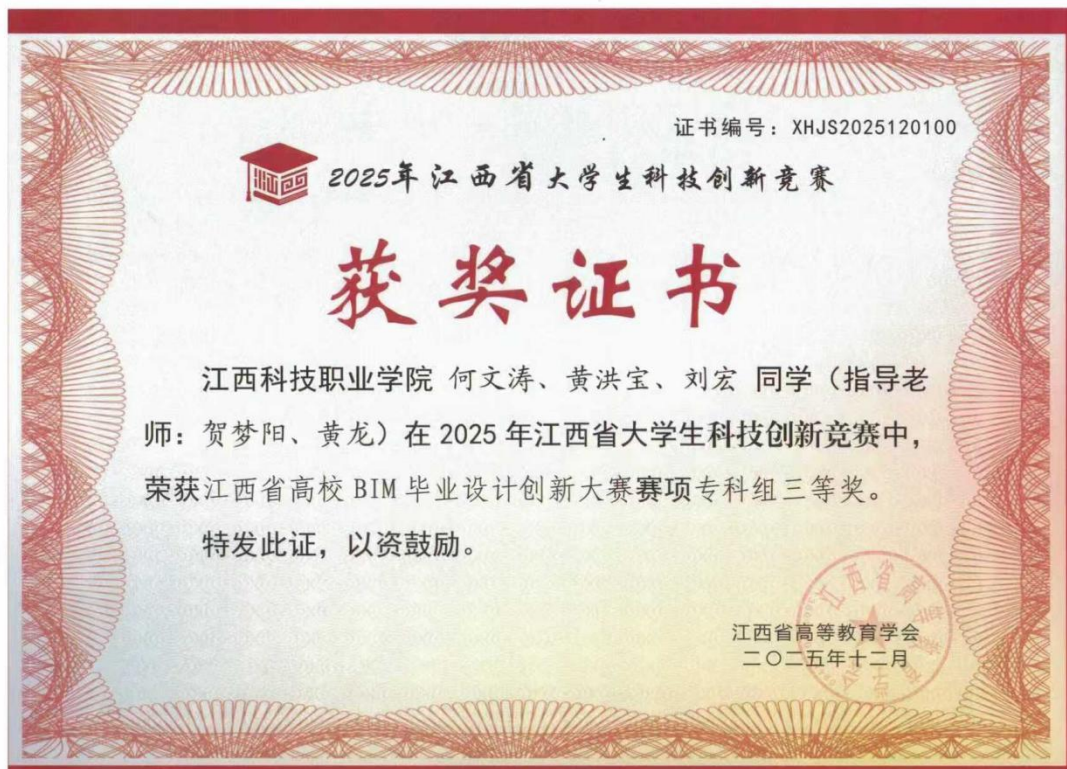 证书编号：XHJS2025120100
2025年江西省大学生科技创新竞赛
获奖证书
江西科技职业学院 何文涛、黄洪宝、刘宏 同学（指导老
师：贺梦阳、黄龙）在 2025 年江西省大学生科技创新竞赛中，
荣获江西省高校 BIM 毕业设计创新大赛赛项专科组三等奖。
特发此证，以资鼓励。
江西省高等教育学会
二〇二五年十二月